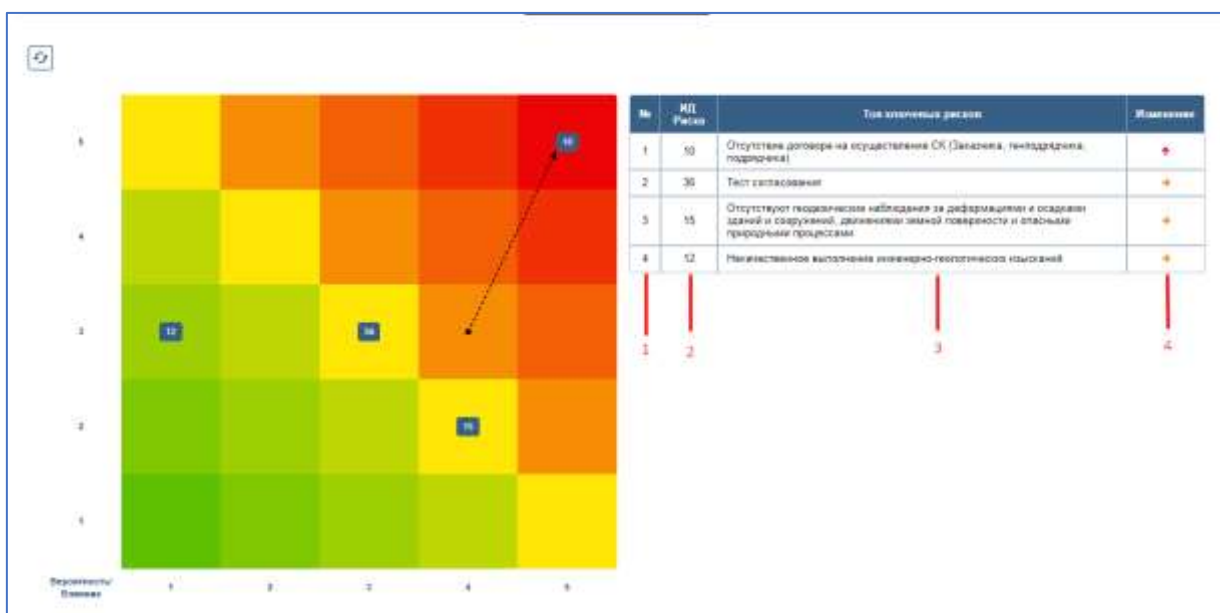 № ИД Риска Топ ключевых рисков Изменение
5
1 10 Отсутствие договора на осуществление СК (Заказчика, генподрядчика, подрядчика)
2 36 Тест согласования
3 15 Отсутствуют геодезические наблюдения за деформациями и осадками
зданий и сооружений, движениями земной поверхности и опасными
природными процессами
4
4 12 Некачественное выполнение инженерно-геологических изысканий
3 12 36
1 2 3 4
2 15
1
Вероятность/
Влияние
1 2 3 4 5
10